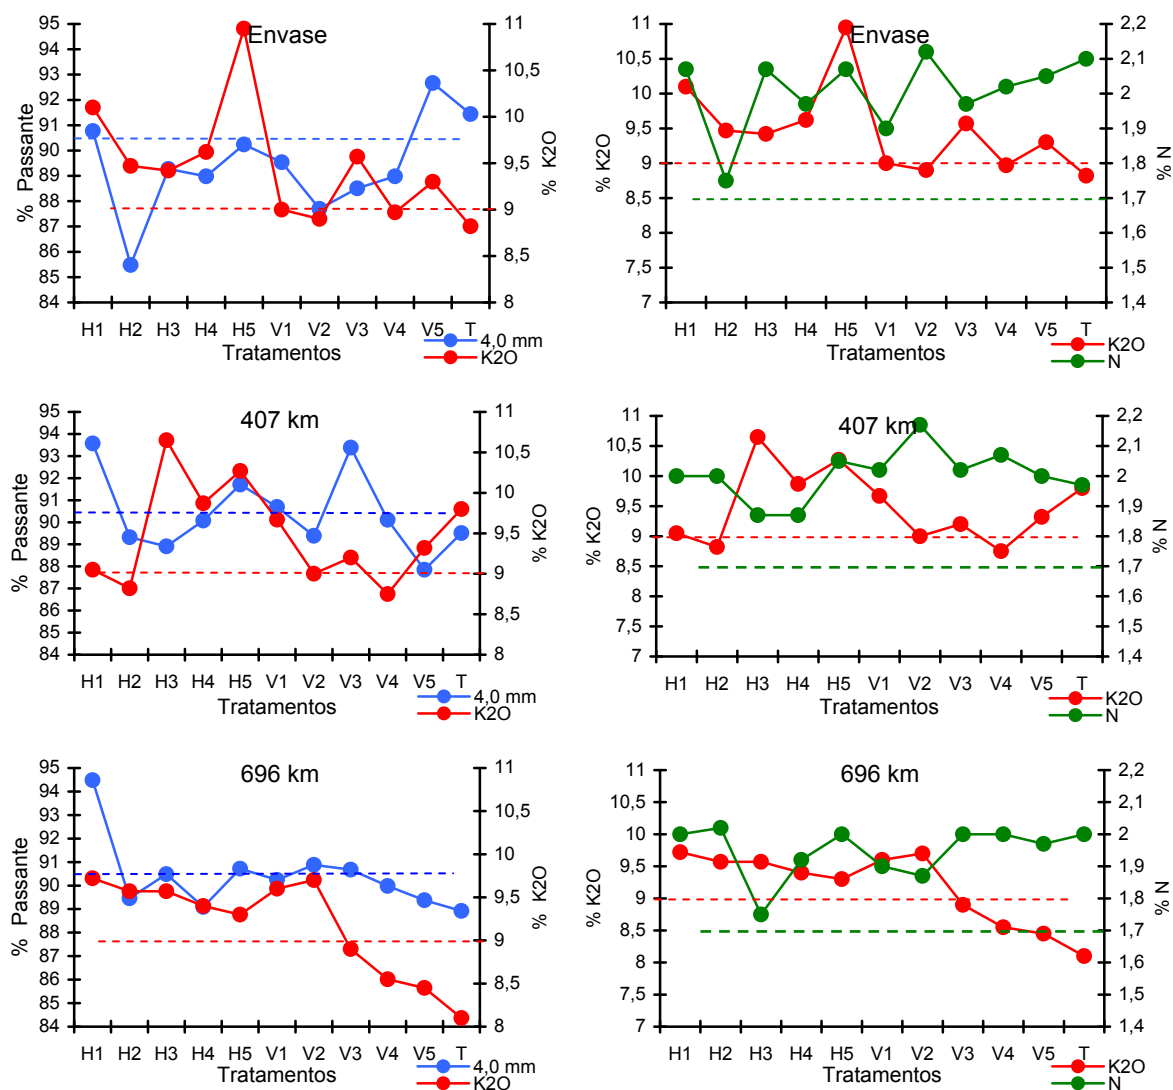 Envase
% Passante
95
94
93
92
91
90
89
88
87
86
85
84
11
10,5
10
9,5
9
8,5
8
% K2O
H1 H2 H3 H4 H5 V1 V2 V3 V4 V5 T
Tratamentos
4,0 mm
K2O
Envase
% K2O
11
10,5
10
9,5
9
8,5
8
7,5
7
2,2
2,1
2
1,9
1,8
1,7
1,6
1,5
1,4
% N
H1 H2 H3 H4 H5 V1 V2 V3 V4 V5 T
Tratamentos
K2O
N
407 km
% Passante
95
94
93
92
91
90
89
88
87
86
85
84
11
10,5
10
9,5
9
8,5
8
% K2O
H1 H2 H3 H4 H5 V1 V2 V3 V4 V5 T
Tratamentos
4,0 mm
K2O
407 km
% K2O
11
10,5
10
9,5
9
8,5
8
7,5
7
2,2
2,1
2
1,9
1,8
1,7
1,6
1,5
1,4
% N
H1 H2 H3 H4 H5 V1 V2 V3 V4 V5 T
Tratamentos
K2O
N
696 km
% Passante
95
94
93
92
91
90
89
88
87
86
85
84
11
10,5
10
9,5
9
8,5
8
% K2O
H1 H2 H3 H4 H5 V1 V2 V3 V4 V5 T
Tratamentos
4,0 mm
K2O
696 km
% K2O
11
10,5
10
9,5
9
8,5
8
7,5
7
2,2
2,1
2
1,9
1,8
1,7
1,6
1,5
1,4
% N
H1 H2 H3 H4 H5 V1 V2 V3 V4 V5 T
Tratamentos
K2O
N